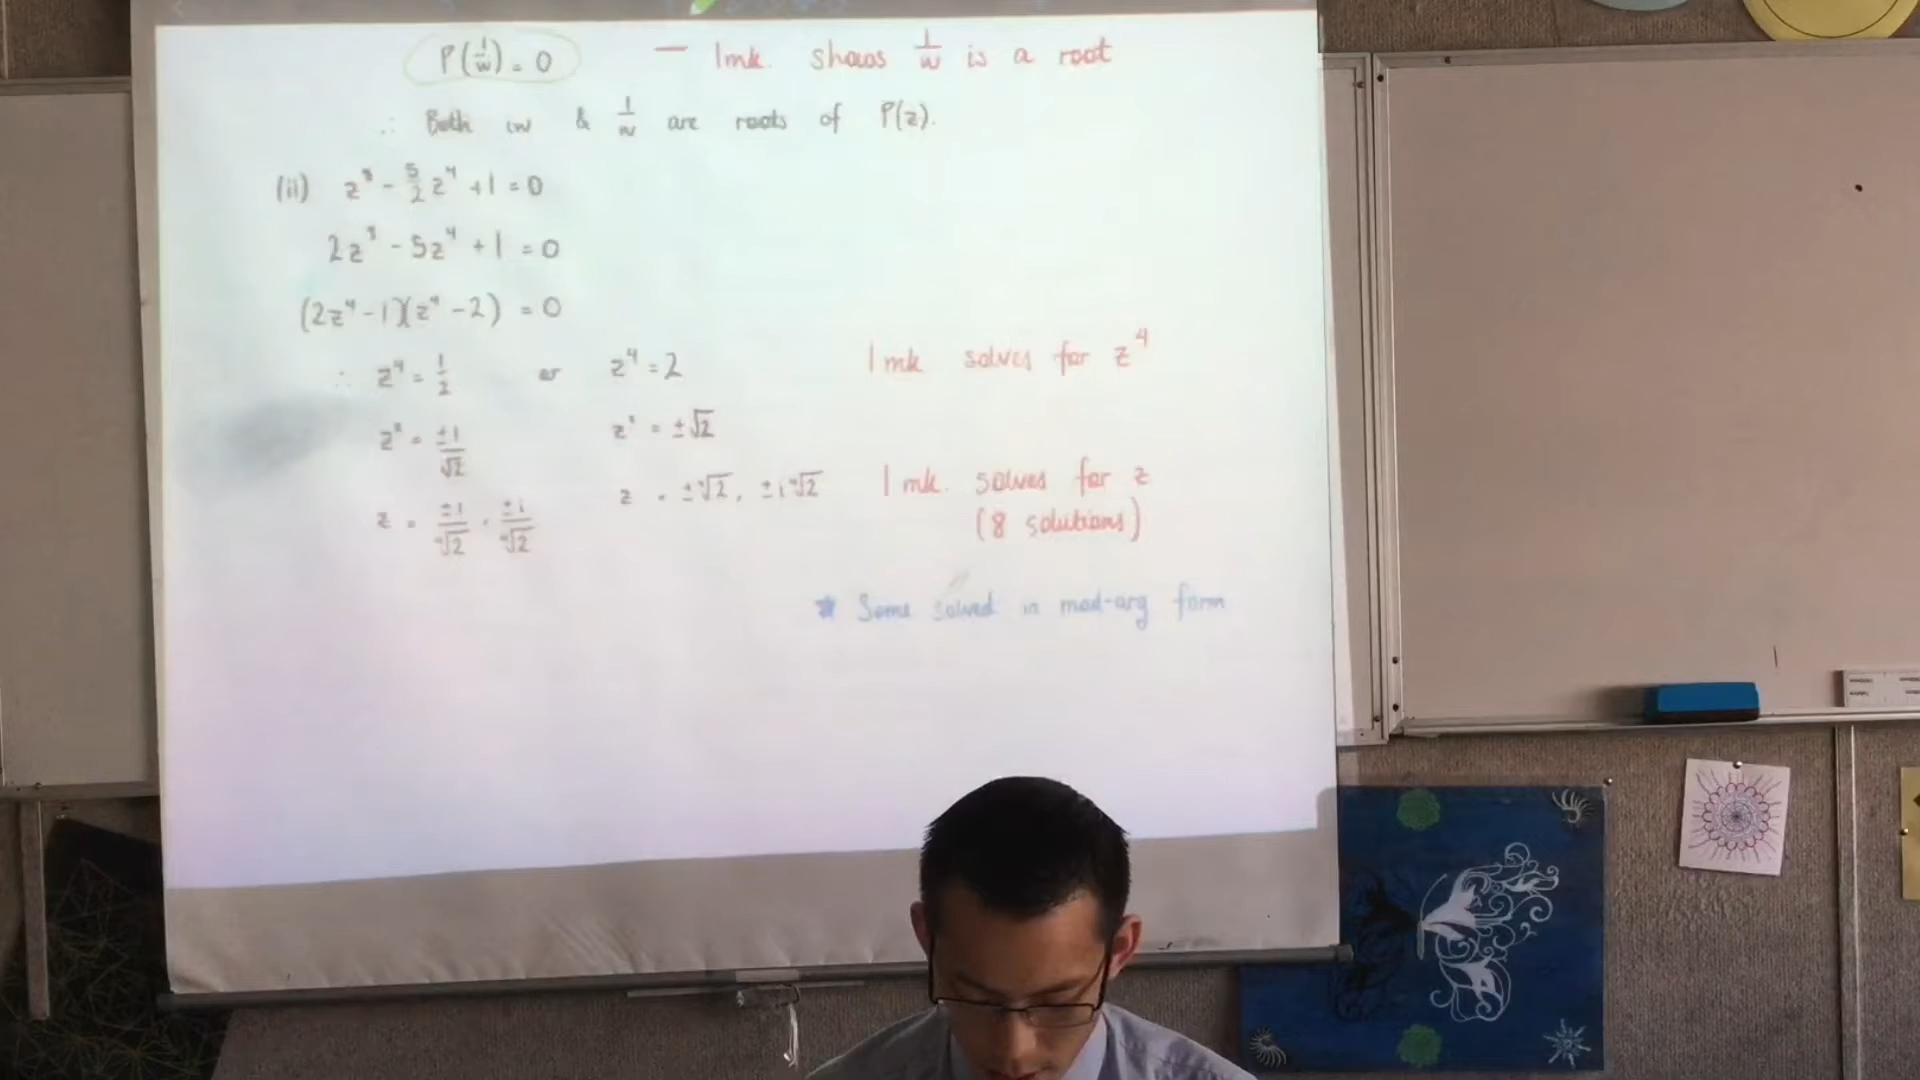 P(1/w) = 0 — 1mk. shows 1/w is a root
∴ Both w & 1/w are roots of P(z).
(ii) z⁸ - 5/2 z⁴ + 1 = 0
2z⁸ - 5z⁴ + 1 = 0
(2z⁴ - 1)(z⁴ - 2) = 0
∴ z⁴ = 1/2 or z⁴ = 2 1 mk solves for z⁴
z² = ±1/√2 z² = ±√2
z = ±1/⁴√2, ±i/⁴√2 z = ±⁴√2, ±i⁴√2 1 mk. solves for z
(8 solutions)
* Some solved in mod-arg form